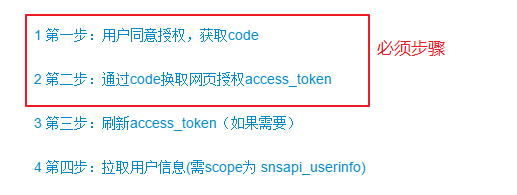 1 第一步：用户同意授权，获取code
必须步骤
2 第二步：通过code换取网页授权access_token
3 第三步：刷新access_token（如果需要）
4 第四步：拉取用户信息(需scope为 snsapi_userinfo)